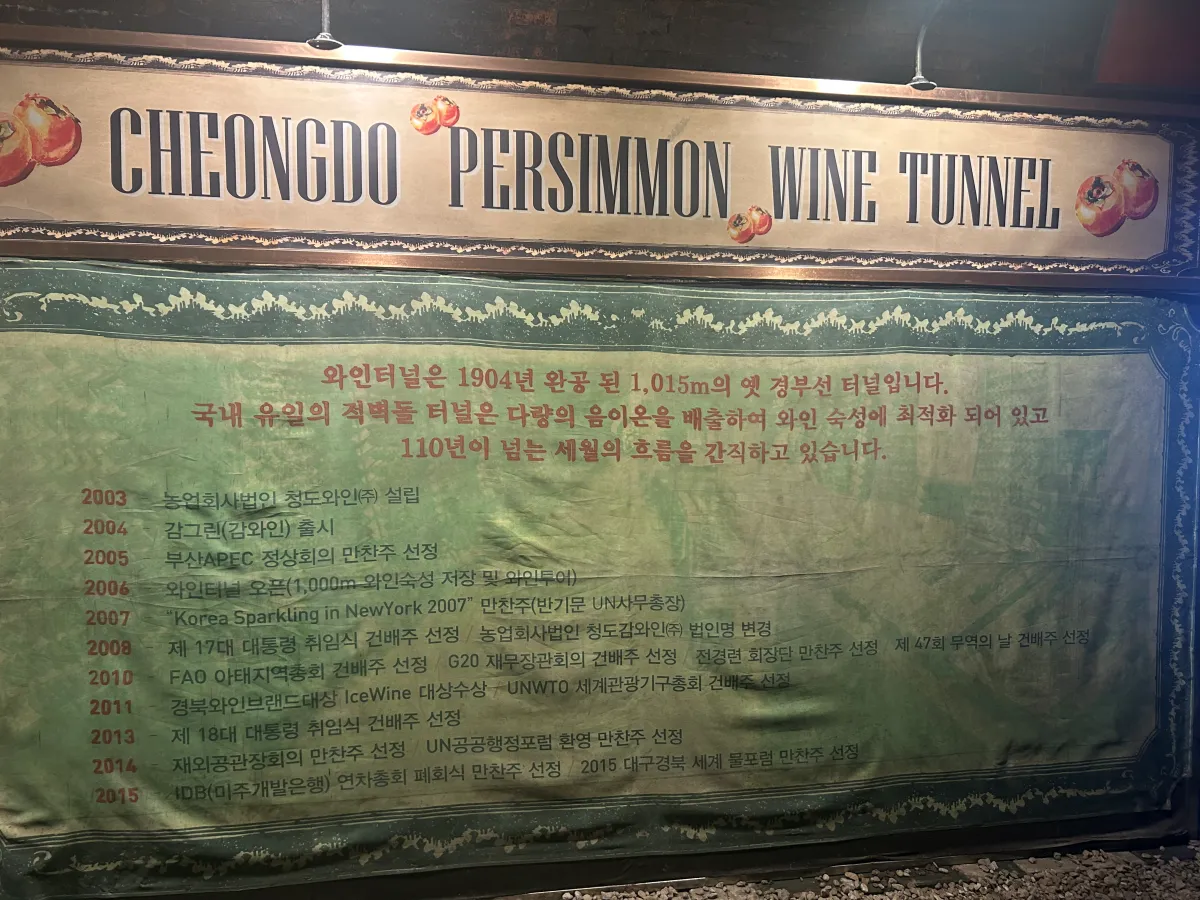 CHEONGDO PERSIMMON WINE TUNNEL
와인터널은 1904년 완공 된 1,015m의 옛 경부선 터널입니다.
국내 유일의 적벽돌 터널은 다량의 음이온을 배출하여 와인 숙성에 최적화 되어 있고
110년이 넘는 세월의 흐름을 간직하고 있습니다.
2003 - 농업회사법인 청도와인㈜ 설립
2004 - 감그린(감와인) 출시
2005 - 부산APEC 정상회의 만찬주 선정
2006 - 와인터널 오픈(1,000m 와인숙성 저장 및 와인투어)
2007 - "Korea Sparkling in NewYork 2007" 만찬주(반기문 UN사무총장)
2008 - 제 17대 대통령 취임식 건배주 선정 / 농업회사법인 청도감와인㈜ 법인명 변경
2010 - FAO 아태지역총회 건배주 선정 / G20 재무장관회의 건배주 선정 / 전경련 회장단 만찬주 선정 / 제 47회 무역의 날 건배주 선정
2011 - 경북와인브랜드대상 IceWine 대상수상 / UNWTO 세계관광기구총회 건배주 선정
2013 - 제 18대 대통령 취임식 건배주 선정
2014 - 재외공관장회의 만찬주 선정 / UN공공행정포럼 환영 만찬주 선정
2015 - IDB(미주개발은행) 연차총회 폐회식 만찬주 선정 / 2015 대구경북 세계 물포럼 만찬주 선정